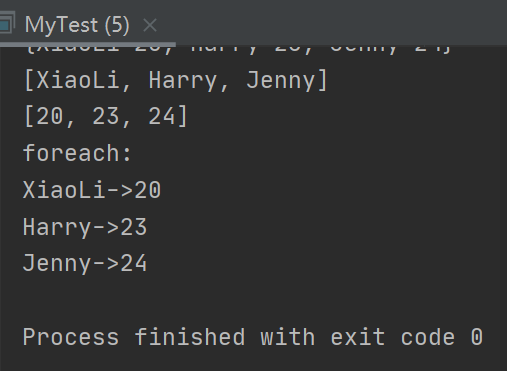 MyTest (5)
[XiaoLi, Harry, Jenny]
[20, 23, 24]
foreach:
XiaoLi->20
Harry->23
Jenny->24
Process finished with exit code 0